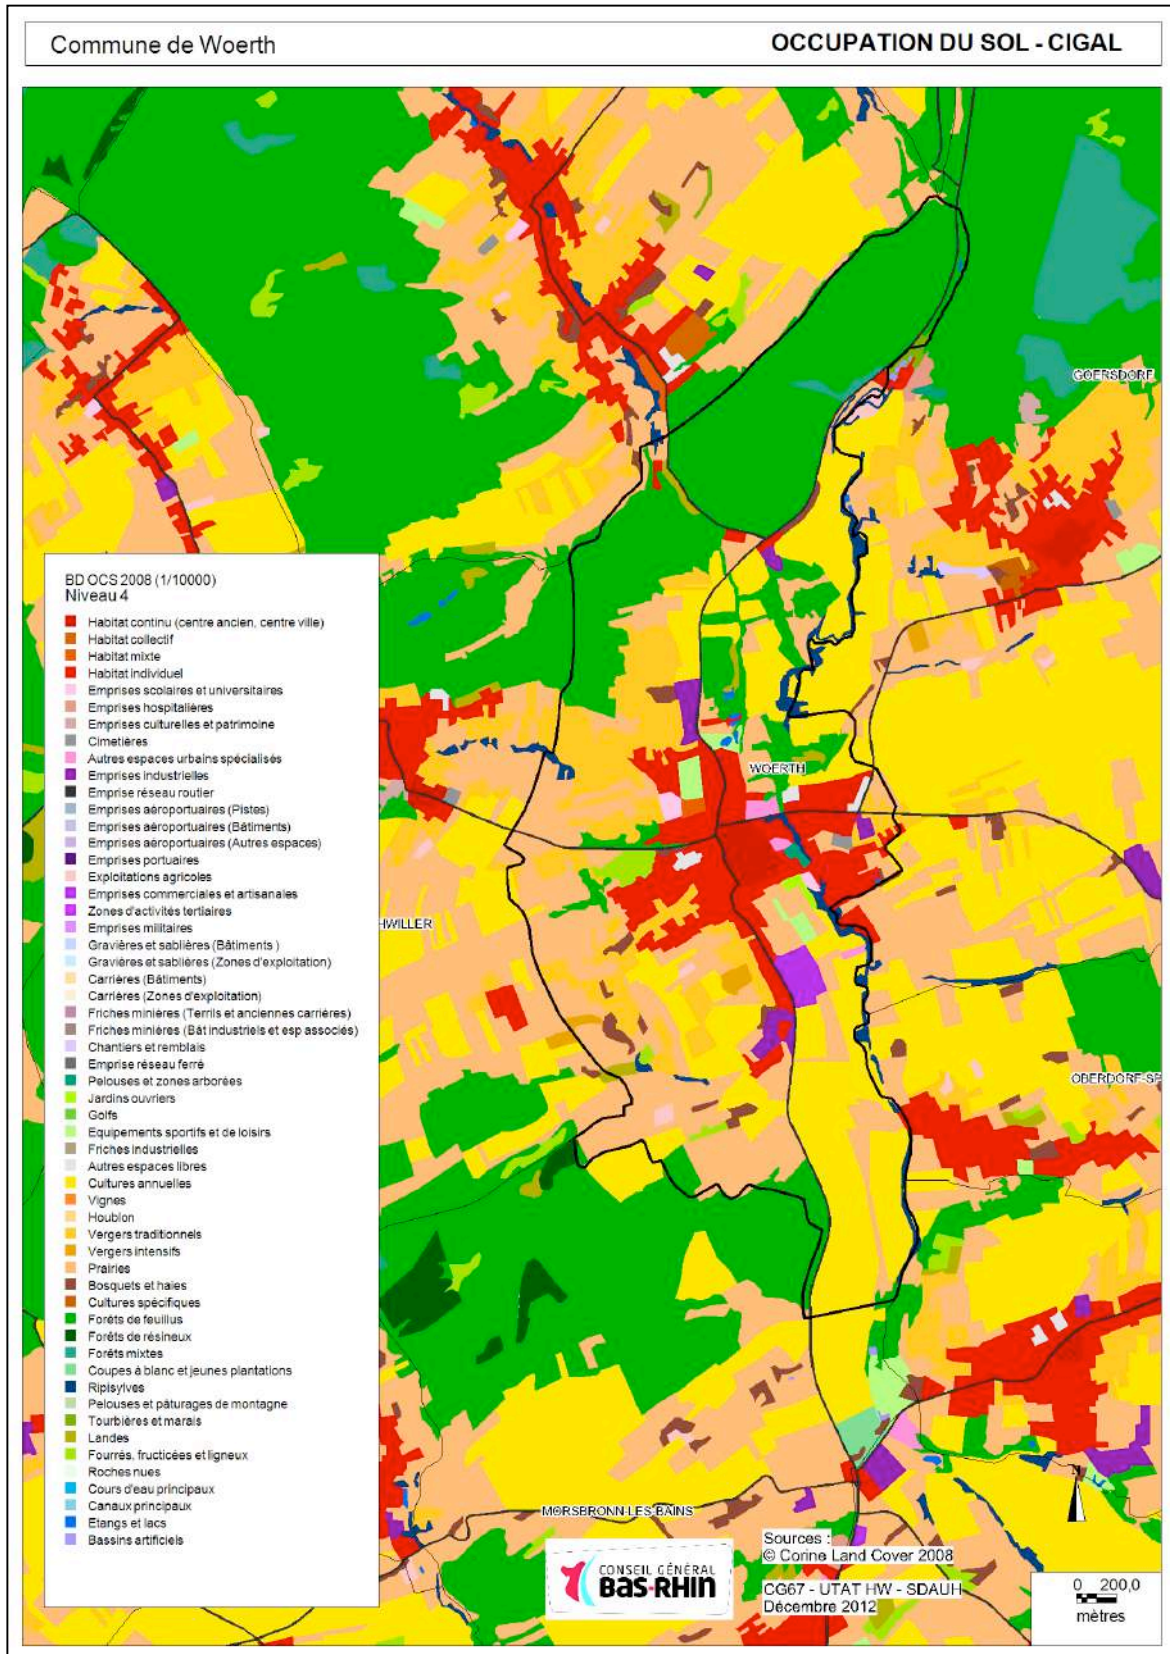 Commune de Woerth
OCCUPATION DU SOL - CIGAL
GOERSDORF
BD OCS 2008 (1/10000)
Niveau 4
Habitat continu (centre ancien, centre ville)
Habitat collectif
Habitat mixte
Habitat individuel
Emprises scolaires et universitaires
Emprises hospitalières
Emprises culturelles et patrimoine
Cimetières
Autres espaces urbains spécialisés
Emprises industrielles
Emprise réseau routier
Emprises aéroportuaires (Pistes)
Emprises aéroportuaires (Bâtiments)
Emprises aéroportuaires (Autres espaces)
Emprises portuaires
Exploitations agricoles
Emprises commerciales et artisanales
Zones d'activités tertiaires
Emprises militaires
Gravières et sablières (Bâtiments )
Gravières et sablières (Zones d'exploitation)
Carrières (Bâtiments)
Carrières (Zones d'exploitation)
Friches minières (Terrils et anciennes carrières)
Friches minières (Bât industriels et esp associés)
Chantiers et remblais
Emprise réseau ferré
Pelouses et zones arborées
Jardins ouvriers
Golfs
Equipements sportifs et de loisirs
Friches industrielles
Autres espaces libres
Cultures annuelles
Vignes
Houblon
Vergers traditionnels
Vergers intensifs
Prairies
Bosquets et haies
Cultures spécifiques
Forêts de feuillus
Forêts de résineux
Forêts mixtes
Coupes à blanc et jeunes plantations
Ripisylves
Pelouses et pâturages de montagne
Tourbières et marais
Landes
Fourrés, fructicées et ligneux
Roches nues
Cours d'eau principaux
Canaux principaux
Etangs et lacs
Bassins artificiels
WOERTH
HWILLER
OBERDORF-SP
MORSBRONN-LES-BAINS
CONSEIL GÉNÉRAL
BAS-RHIN
Sources :
© Corine Land Cover 2008
CG67 - UTAT HW - SDAUH
Décembre 2012
N
0 200,0
mètres